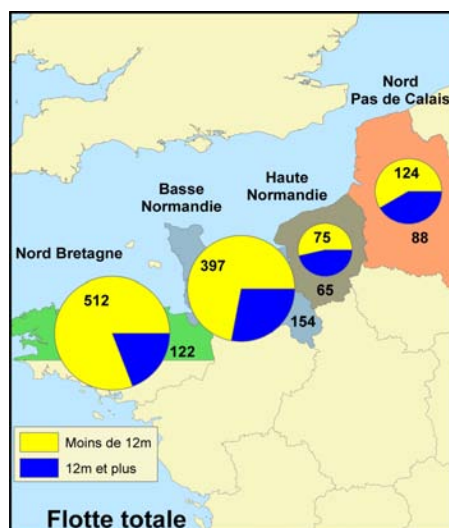 Nord
Pas de Calais
124
88
Haute
Normandie
75
65
Basse
Normandie
397
154
Nord Bretagne
512
122
Moins de 12m
12m et plus
Flotte totale